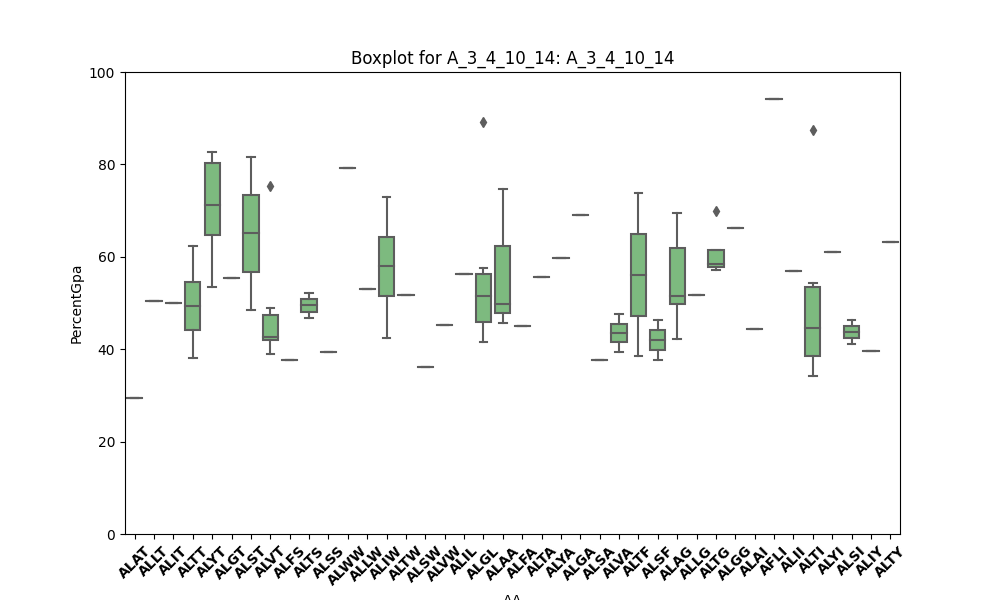 Boxplot for A_3_4_10_14: A_3_4_10_14
100
80
60
40
20
0
PercentGpa
ALAT ALLT ALIT ALTT ALYT ALGT ALST ALVT ALFS ALTS ALSS ALWW ALLW ALIW ALTW ALSW ALVW ALIL ALGL ALAA ALFA ALTA ALYA ALGA ALSA ALVA ALTF ALSF ALAG ALLG ALTG ALGG ALAI AFLI ALII ALTI ALYI ALSI ALIY ALTY
AA